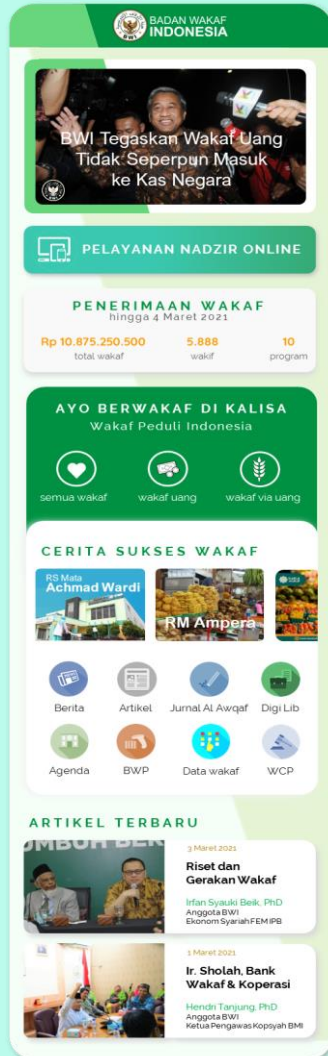 BADAN WAKAF
INDONESIA
BWI
BWI Tegaskan Wakaf Uang
Tidak Seperpun Masuk
ke Kas Negara
PELAYANAN NADZIR ONLINE
PENERIMAAN WAKAF
hingga 4 Maret 2021
Rp 10.875.250.500
5.888
10
total wakaf
wakif
program
AYO BERWAKAF DI KALISA
Wakaf Peduli Indonesia
semua wakaf
wakaf uang
wakaf via uang
CERITA SUKSES WAKAF
RS Mata
Achmad Wardi
RM Ampera
Berita
Artikel
Jurnal Al Awqaf
Digi Lib
Agenda
BWP
Data wakaf
WCP
ARTIKEL TERBARU
3 Maret 2021
Riset dan
Gerakan Wakaf
Irfan Syauki Beik, PhD
Anggota BWI
Ekonom Syariah FEM IPB
1 Maret 2021
Ir. Sholah, Bank
Wakaf & Koperasi
Hendri Tanjung, PhD
Anggota BWI
Ketua Pengawas Kopsyah BMI